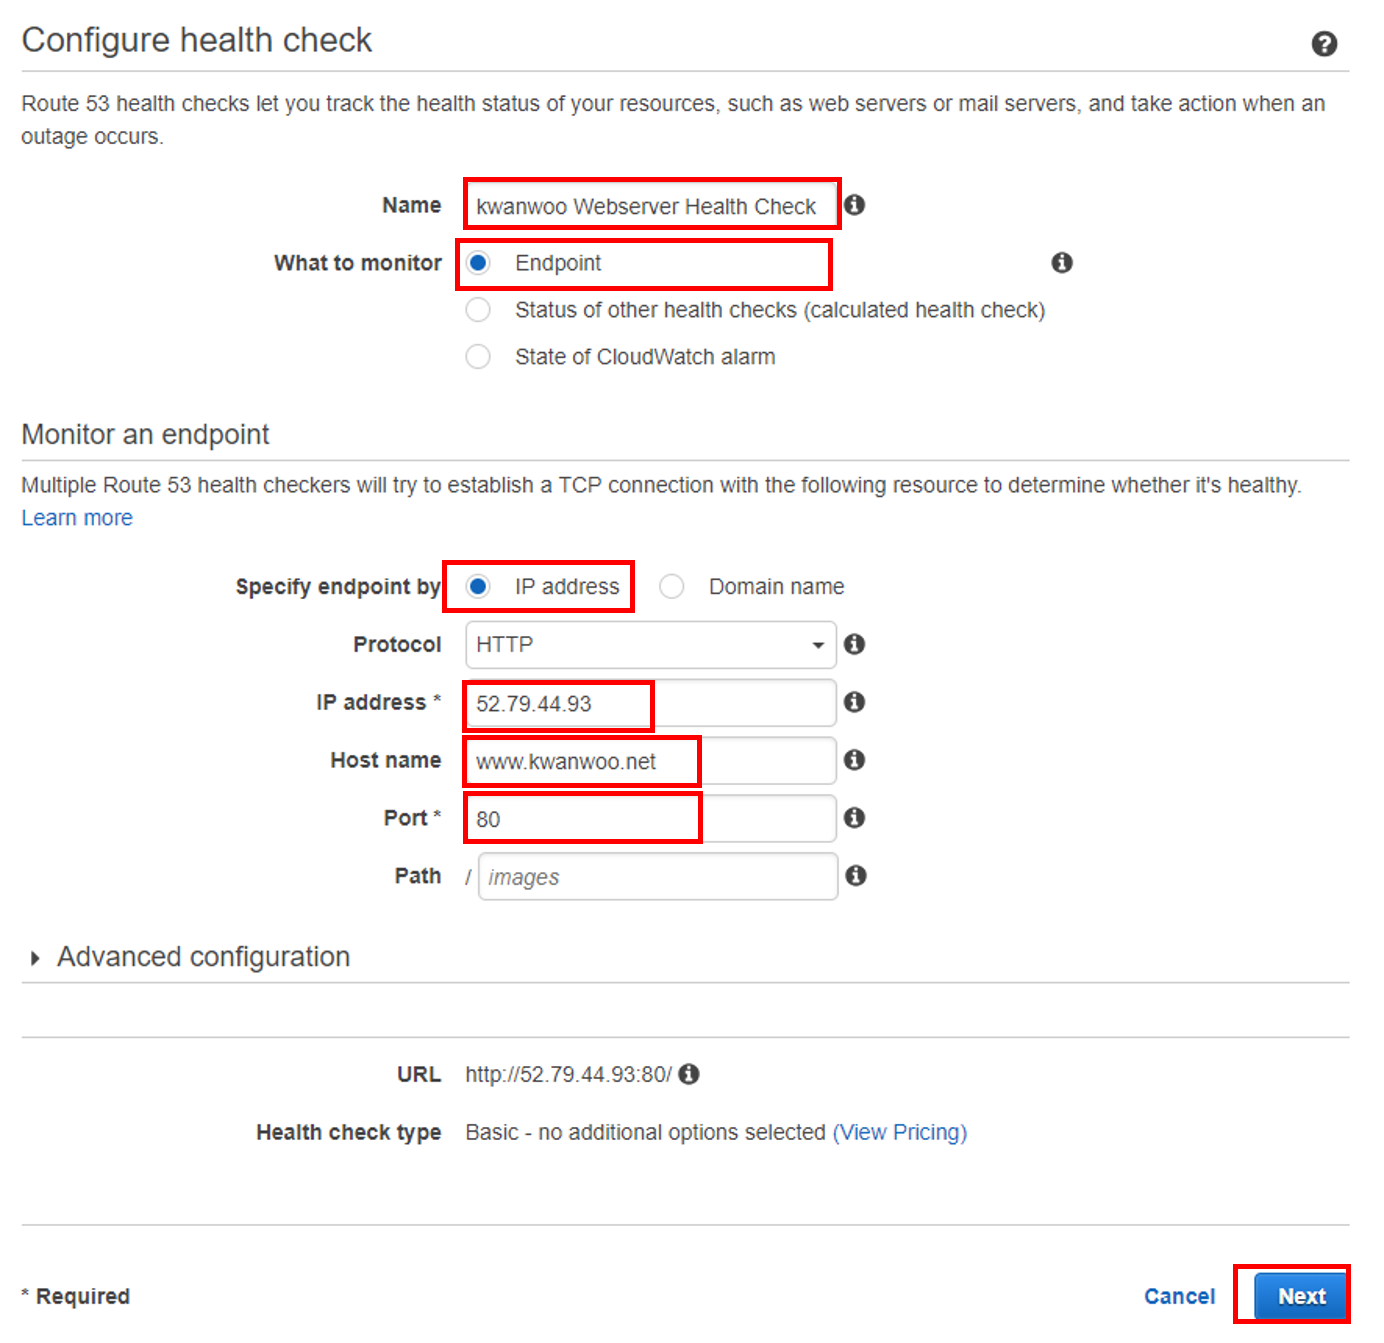 Configure health check
Route 53 health checks let you track the health status of your resources, such as web servers or mail servers, and take action when an
outage occurs.
Name kwanwoo Webserver Health Check
What to monitor Endpoint
Status of other health checks (calculated health check)
State of CloudWatch alarm
Monitor an endpoint
Multiple Route 53 health checkers will try to establish a TCP connection with the following resource to determine whether it's healthy.
Learn more
Specify endpoint by IP address Domain name
Protocol HTTP
IP address * 52.79.44.93
Host name www.kwanwoo.net
Port * 80
Path / images
Advanced configuration
URL http://52.79.44.93:80/
Health check type Basic - no additional options selected (View Pricing)
* Required Cancel Next